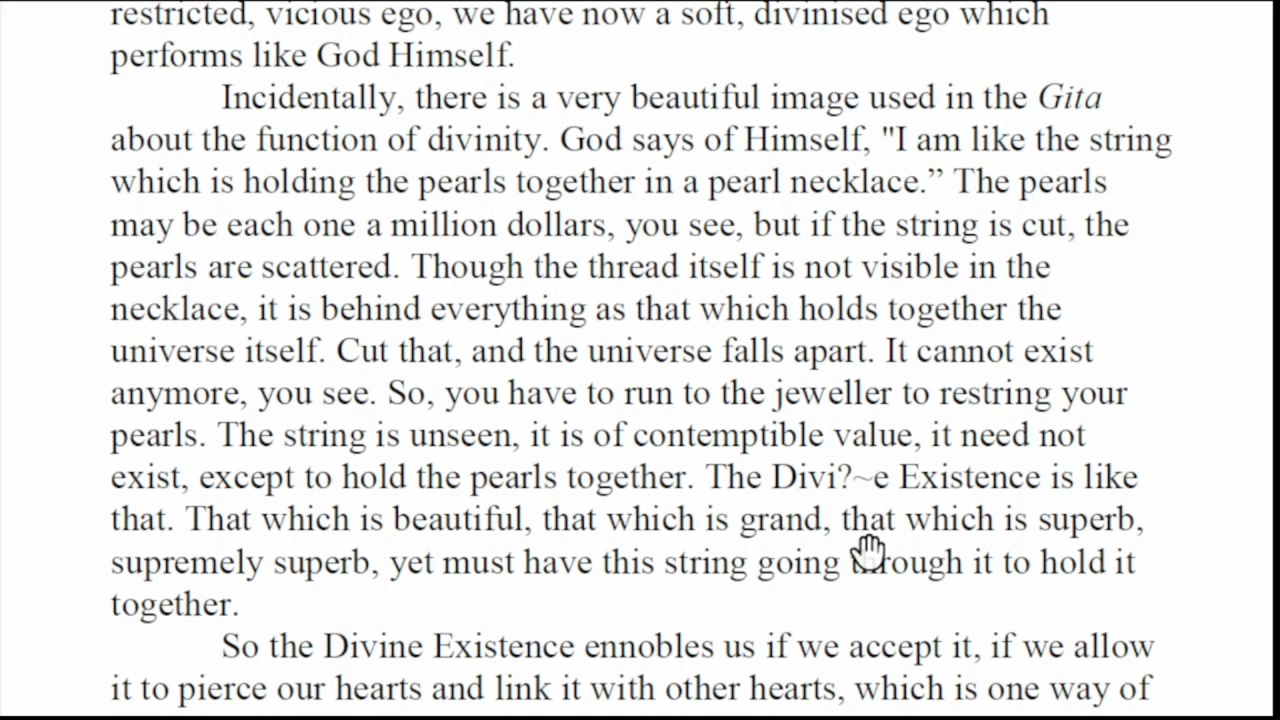 restricted, vicious ego, we have now a soft, divinised ego which
performs like God Himself.
Incidentally, there is a very beautiful image used in the Gita
about the function of divinity. God says of Himself, "I am like the string
which is holding the pearls together in a pearl necklace.” The pearls
may be each one a million dollars, you see, but if the string is cut, the
pearls are scattered. Though the thread itself is not visible in the
necklace, it is behind everything as that which holds together the
universe itself. Cut that, and the universe falls apart. It cannot exist
anymore, you see. So, you have to run to the jeweller to restring your
pearls. The string is unseen, it is of contemptible value, it need not
exist, except to hold the pearls together. The Divi?~e Existence is like
that. That which is beautiful, that which is grand, that which is superb,
supremely superb, yet must have this string going through it to hold it
together.
So the Divine Existence ennobles us if we accept it, if we allow
it to pierce our hearts and link it with other hearts, which is one way of